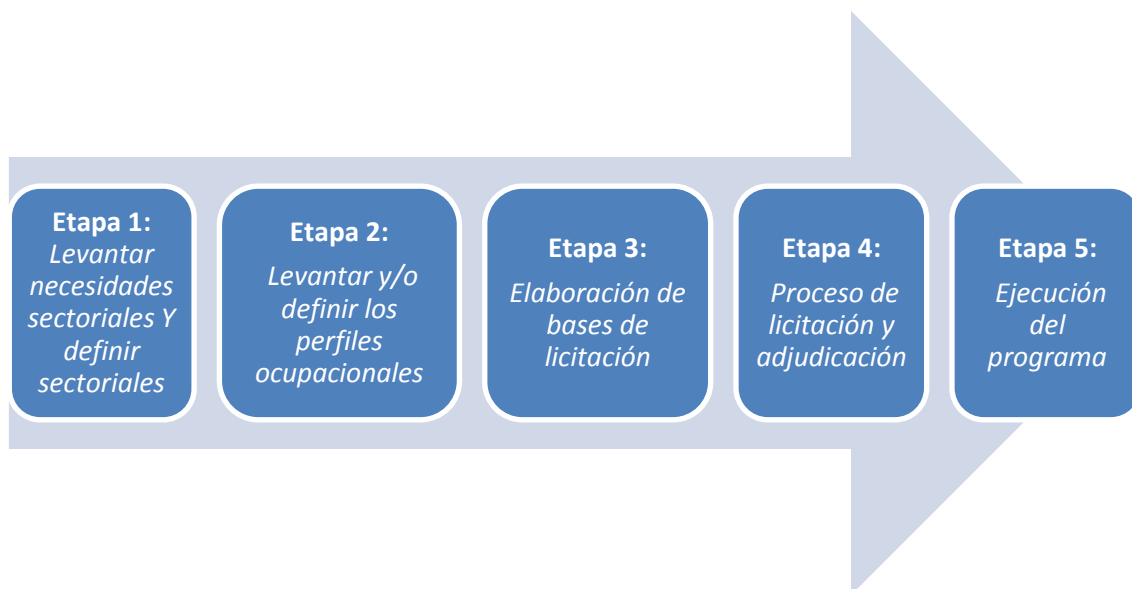 Etapa 1:
Levantar
necesidades
sectoriales Y
definir
sectoriales
Etapa 2:
Levantar y/o
definir los
perfiles
ocupacionales
Etapa 3:
Elaboración de
bases de
licitación
Etapa 4:
Proceso de
licitación y
adjudicación
Etapa 5:
Ejecución
del
programa